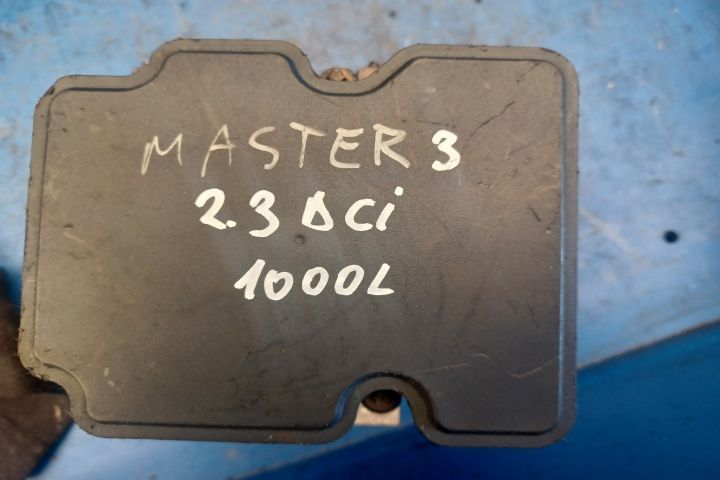 MASTER 3
2.3 DCi
1000L